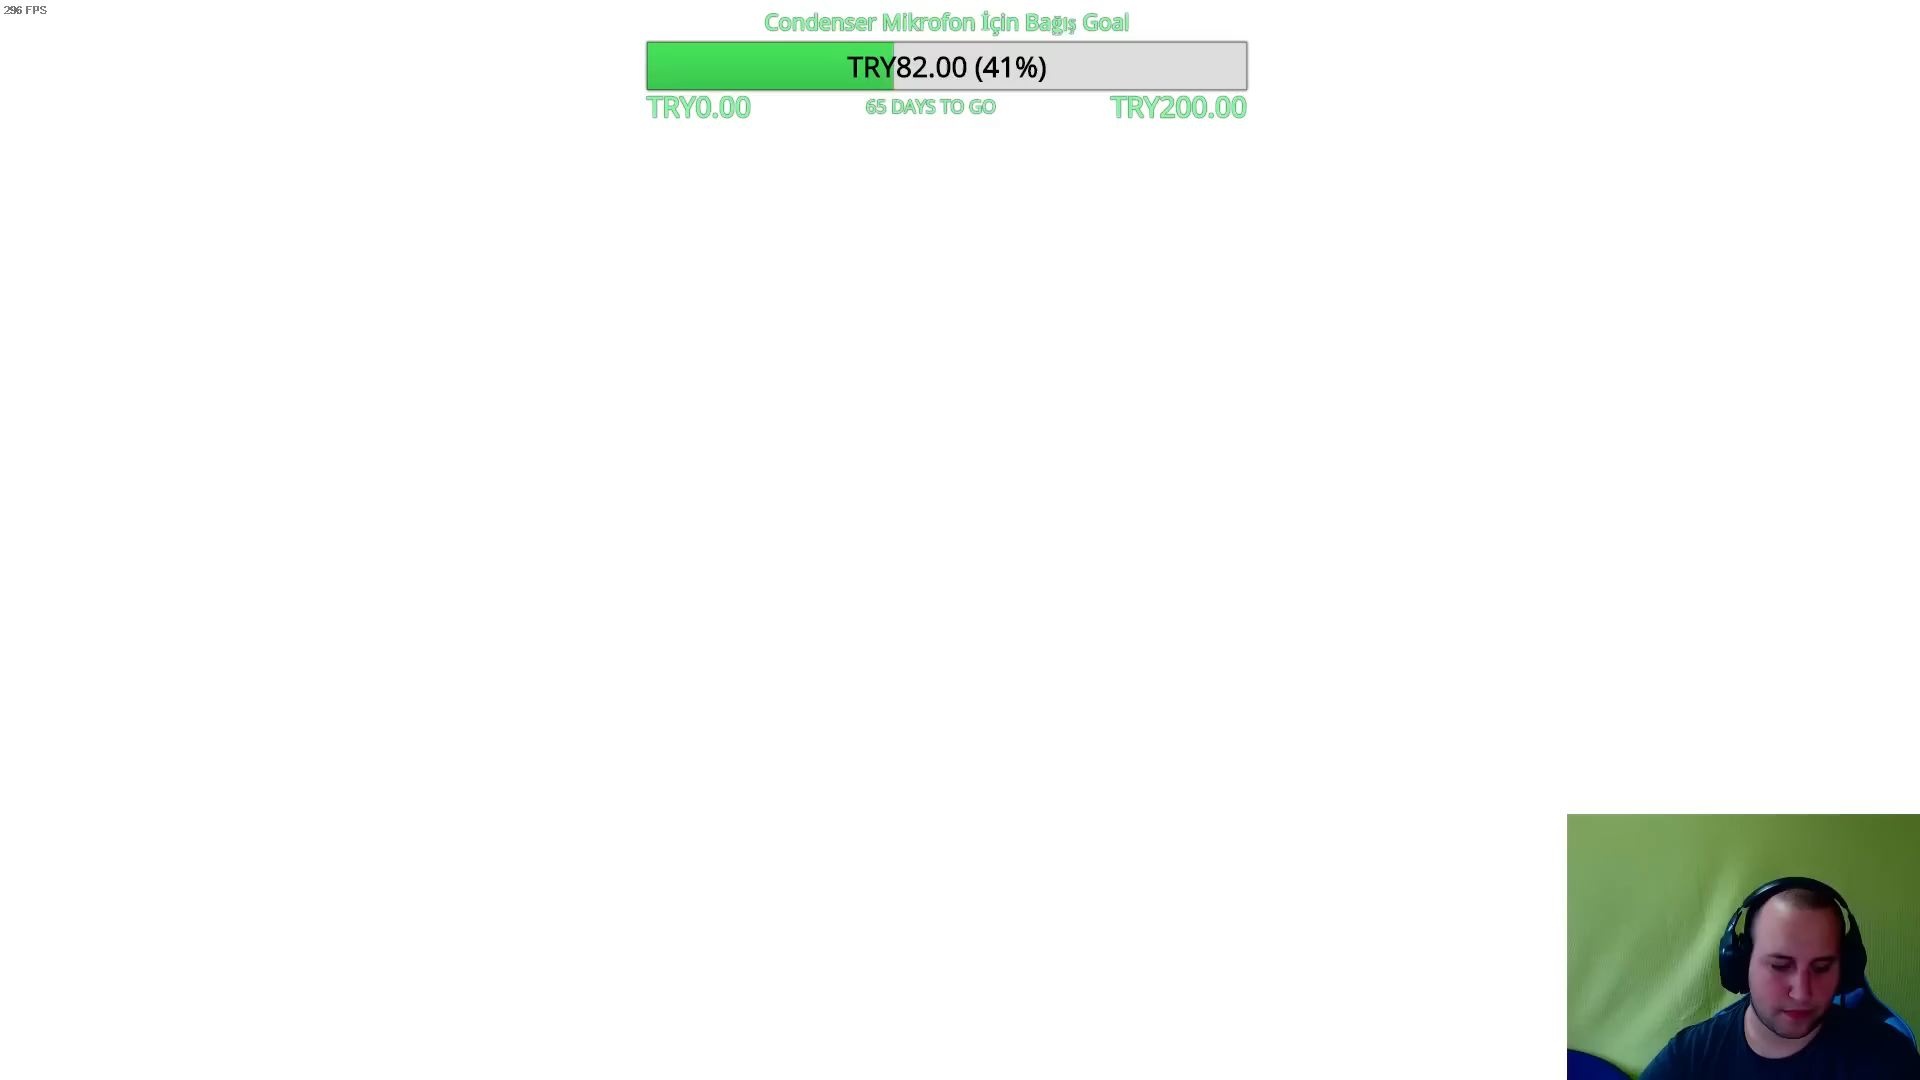 296 FPS
Condenser Mikrofon İçin Bağış Goal
TRY82.00 (41%)
TRY0.00 65 DAYS TO GO TRY200.00